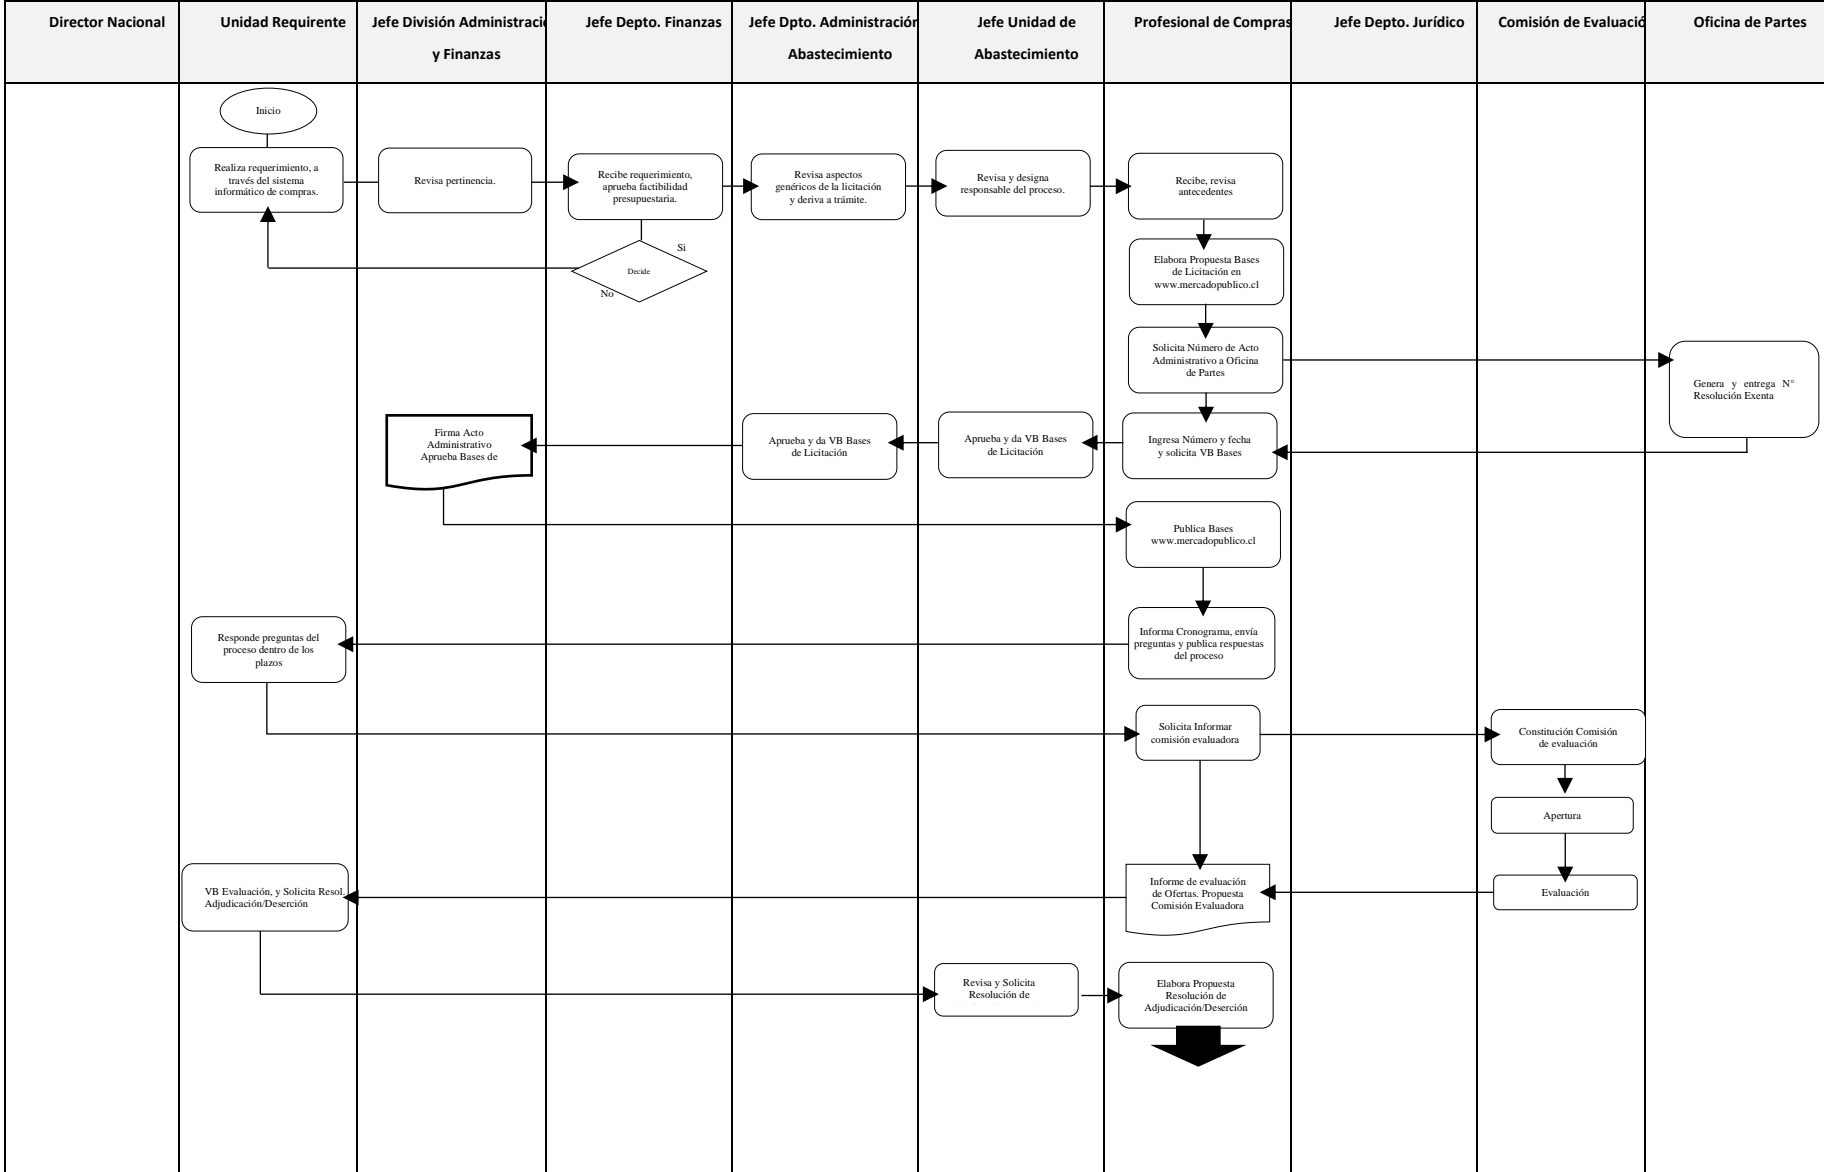 Director Nacional
Unidad Requirente
Jefe División Administració
y Finanzas
Jefe Depto. Finanzas
Jefe Dpto. Administración
Abastecimiento
Jefe Unidad de
Abastecimiento
Profesional de Compras
Jefe Depto. Jurídico
Comisión de Evaluació
Oficina de Partes
Inicio
Realiza requerimiento, a
través del sistema
informático de compras.
Revisa pertinencia.
Recibe requerimiento,
aprueba factibilidad
presupuestaria.
Revisa aspectos
genéricos de la licitación
y deriva a trámite.
Revisa y designa
responsable del proceso.
Recibe, revisa
antecedentes
Si
Decide
No
Elabora Propuesta Bases
de Licitación en
www.mercadopublico.cl
Solicita Número de Acto
Administrativo a Oficina
de Partes
Genera y entrega N°
Resolución Exenta
Firma Acto
Administrativo
Aprueba Bases de
Aprueba y da VB Bases
de Licitación
Aprueba y da VB Bases
de Licitación
Ingresa Número y fecha
y solicita VB Bases
Publica Bases
www.mercadopublico.cl
Responde preguntas del
proceso dentro de los
plazos
Informa Cronograma, envía
preguntas y publica respuestas
del proceso
Solicita Informar
comisión evaluadora
Constitución Comisión
de evaluación
Apertura
VB Evaluación, y Solicita Resol.
Adjudicación/Deserción
Informe de evaluación
de Ofertas. Propuesta
Comisión Evaluadora
Evaluación
Revisa y Solicita
Resolución de
Elabora Propuesta
Resolución de
Adjudicación/Deserción